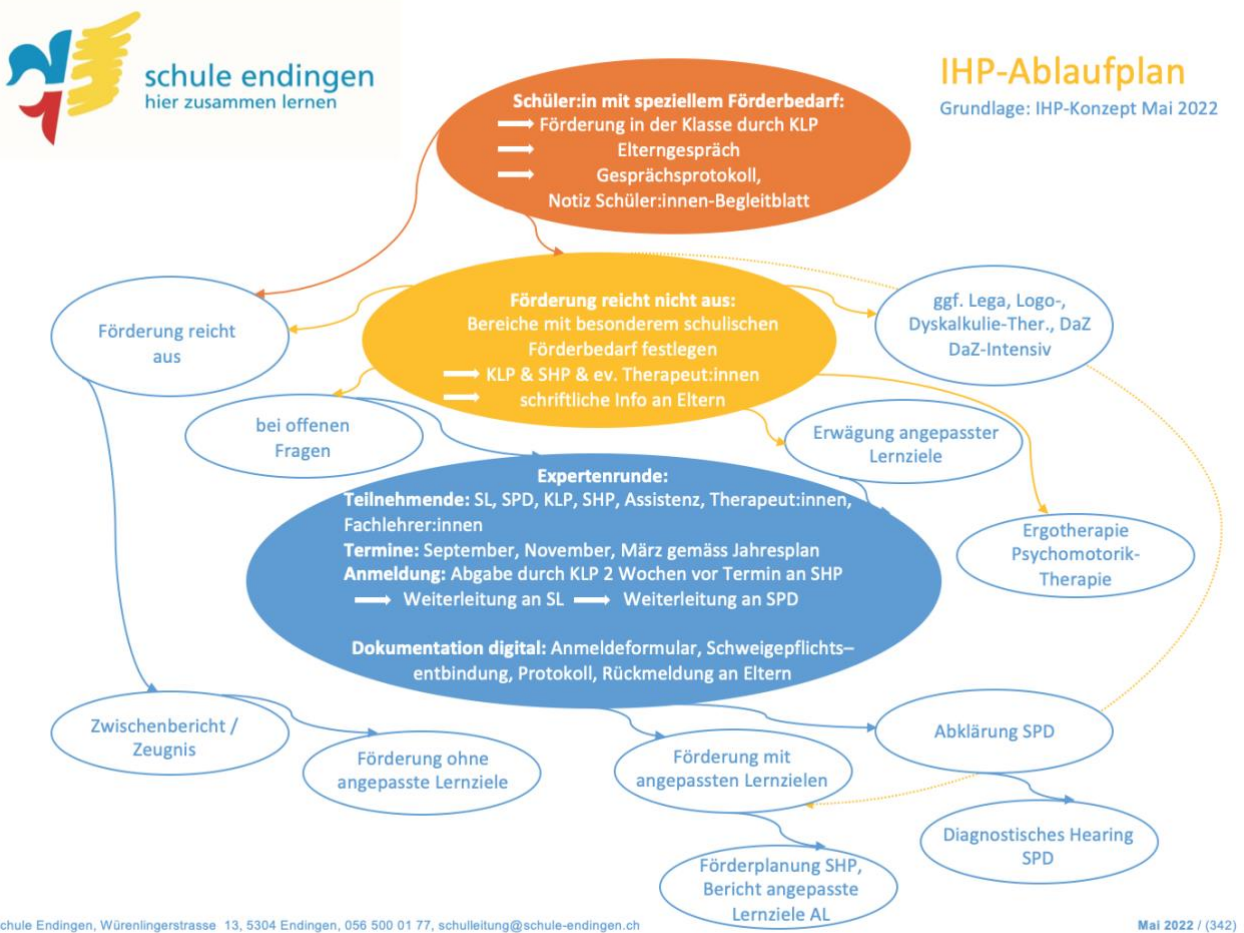 schule endingen
hier zusammen lernen
IHP-Ablaufplan
Grundlage: IHP-Konzept Mai 2022
Schüler:in mit speziellem Förderbedarf:
Förderung in der Klasse durch KLP
Elterngespräch
Gesprächsprotokoll,
Notiz Schüler:innen-Begleitblatt
Förderung reicht
aus
Förderung reicht nicht aus:
Bereiche mit besonderem schulischen
Förderbedarf festlegen
KLP & SHP & ev. Therapeut:innen
schriftliche Info an Eltern
ggf. Lega, Logo-,
Dyskalkulie-Ther., DaZ
DaZ-Intensiv
bei offenen
Fragen
Erwägung angepasster
Lernziele
Expertenrunde:
Teilnehmende: SL, SPD, KLP, SHP, Assistenz, Therapeut:innen,
Fachlehrer:innen
Termine: September, November, März gemäss Jahresplan
Anmeldung: Abgabe durch KLP 2 Wochen vor Termin an SHP
Weiterleitung an SL Weiterleitung an SPD
Dokumentation digital: Anmeldeformular, Schweigepflichts–
entbindung, Protokoll, Rückmeldung an Eltern
Ergotherapie
Psychomotorik-
Therapie
Zwischenbericht /
Zeugnis
Förderung ohne
angepasste Lernziele
Förderung mit
angepassten Lernzielen
Abklärung SPD
Diagnostisches Hearing
SPD
Förderplanung SHP,
Bericht angepasste
Lernziele AL
chule Endingen, Würenlingerstrasse 13, 5304 Endingen, 056 500 01 77, schulleitung@schule-endingen.ch
Mai 2022 / (342)